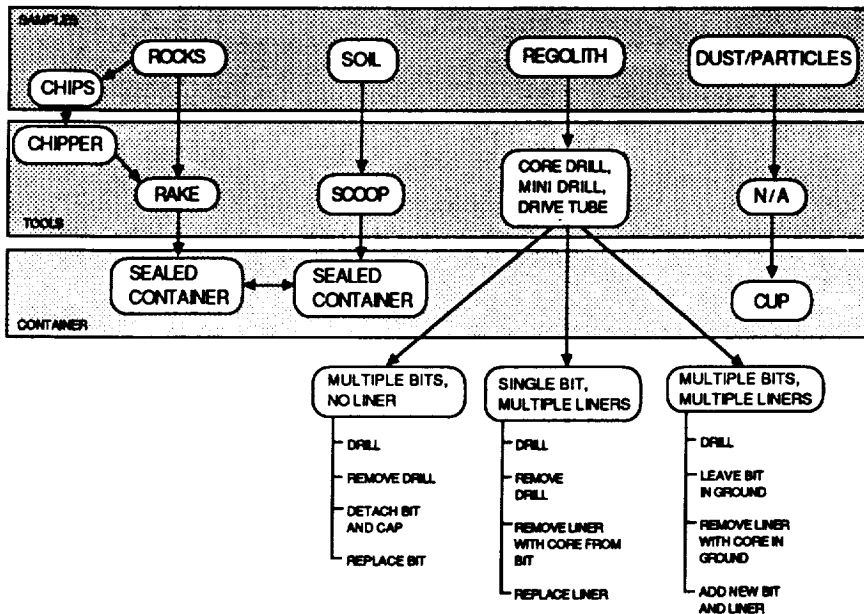 SAMPLES
ROCKS
SOIL
REGOLITH
DUST/PARTICLES
CHIPS
CHIPPER
RAKE
SCOOP
CORE DRILL,
MINI DRILL,
DRIVE TUBE
N/A
TOOLS
SEALED
CONTAINER
SEALED
CONTAINER
CUP
CONTAINER
MULTIPLE BITS,
NO LINER
DRILL
REMOVE DRILL
DETACH BIT
AND CAP
REPLACE BIT
SINGLE BIT,
MULTIPLE LINERS
DRILL
REMOVE
DRILL
REMOVE LINER
WITH CORE FROM
BIT
REPLACE LINER
MULTIPLE BITS,
MULTIPLE LINERS
DRILL
LEAVE BIT
IN GROUND
REMOVE LINER
WITH CORE IN
GROUND
ADD NEW BIT
AND LINER